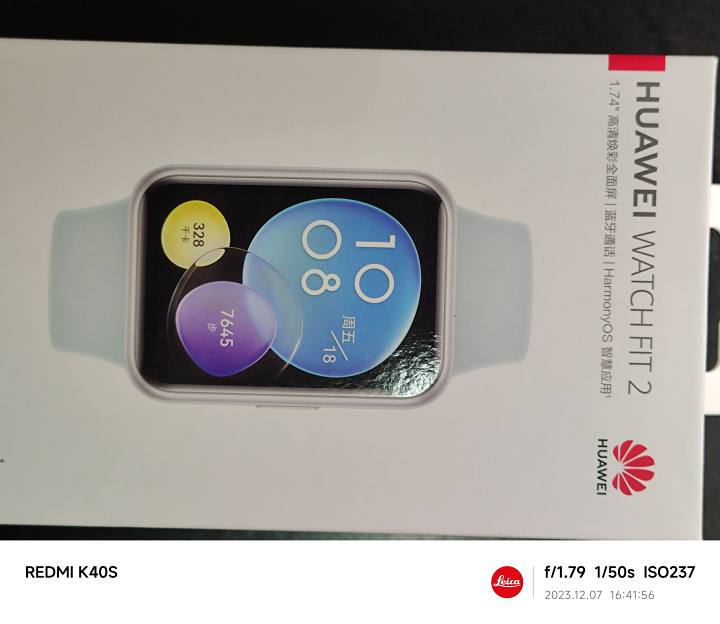 HUAWEI WATCH FIT 2
1.74" 高清焕彩全面屏 | 蓝牙通话 | HarmonyOS 智慧应用¹
HUAWEI
10
08
周五/18
328
千卡
7645
步
REDMI K40S
Leica
f/1.79 1/50s ISO237
2023.12.07 16:41:56